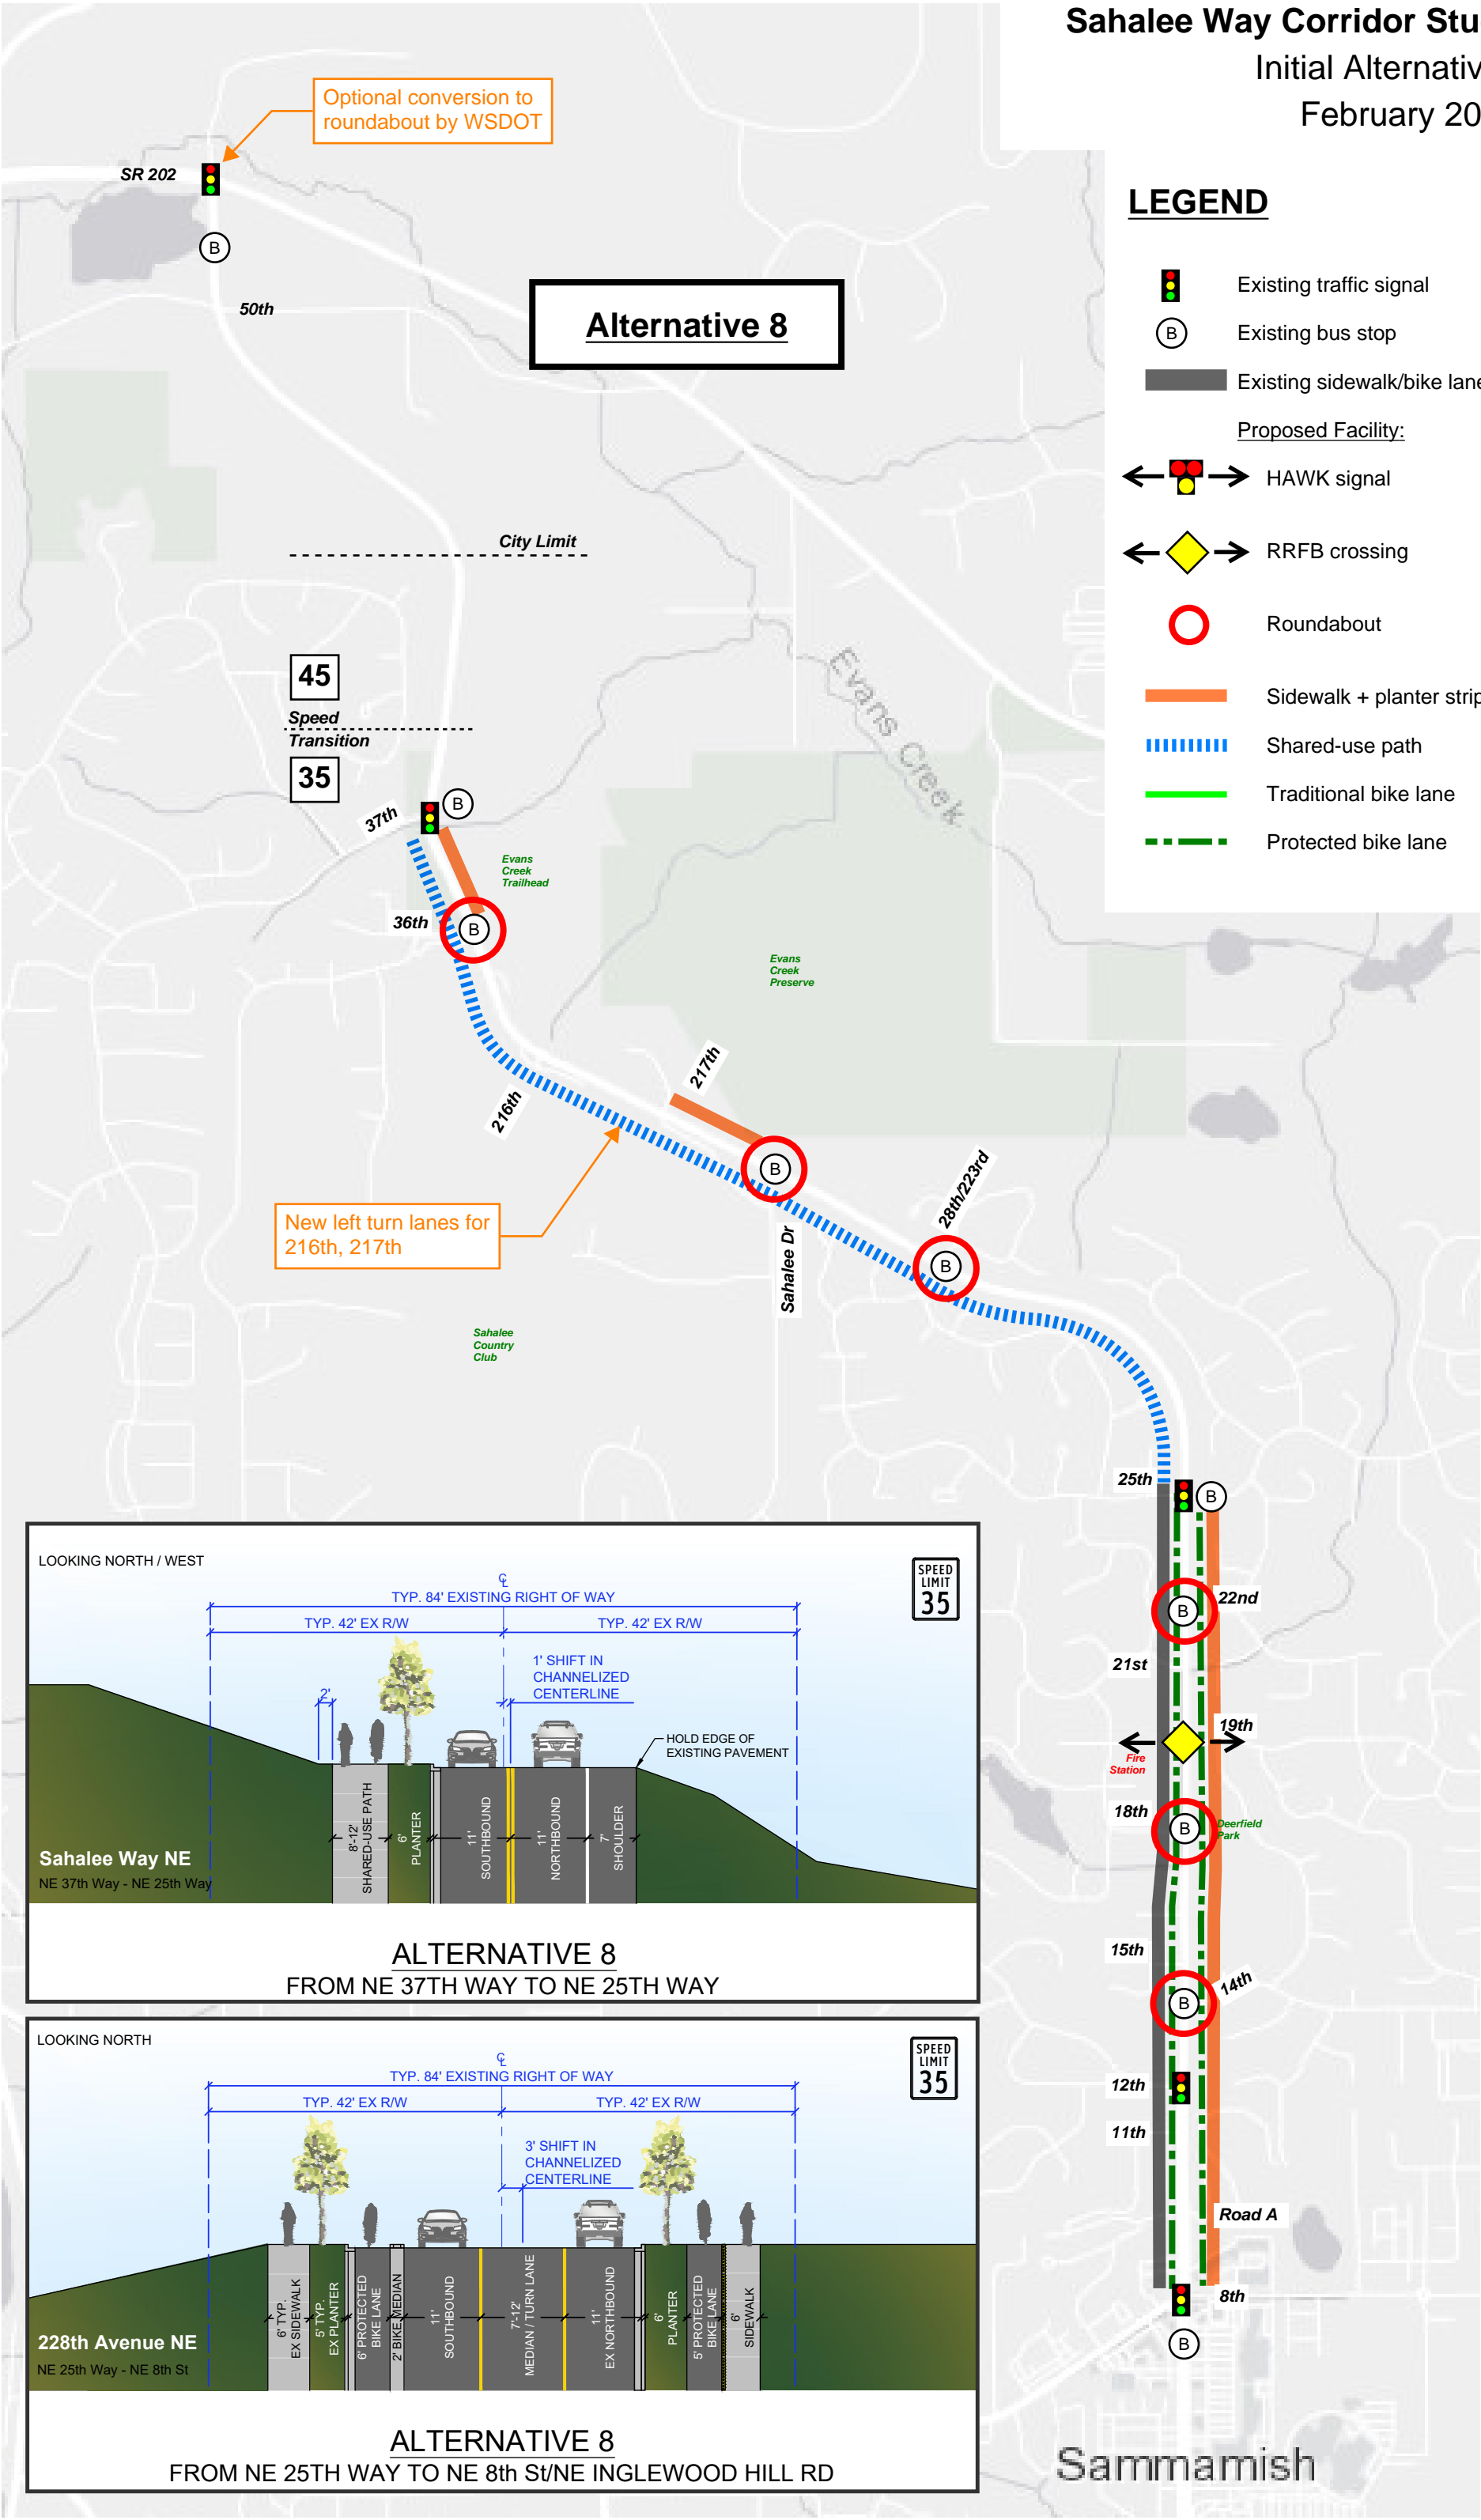 Sahalee Way Corridor Stu
Initial Alternativ
February 20
Optional conversion to
roundabout by WSDOT
SR 202
B
50th
Alternative 8
LEGEND
Existing traffic signal
B
Existing bus stop
Existing sidewalk/bike lane
Proposed Facility:
HAWK signal
RRFB crossing
Roundabout
Sidewalk + planter strip
Shared-use path
Traditional bike lane
Protected bike lane
City Limit
45
Speed
Transition
35
37th
B
Evans
Creek
Trailhead
36th
B
Evans Creek
Evans
Creek
Preserve
217th
216th
B
28th/223rd
B
New left turn lanes for
216th, 217th
Sahalee Dr
Sahalee
Country
Club
25th
B
22nd
B
21st
19th
Fire
Station
18th
B
Deerfield
Park
15th
14th
B
12th
11th
Road A
8th
B
Sammamish
LOOKING NORTH / WEST
SPEED
LIMIT
35
℄
TYP. 84' EXISTING RIGHT OF WAY
TYP. 42' EX R/W
TYP. 42' EX R/W
1' SHIFT IN
CHANNELIZED
CENTERLINE
2'
HOLD EDGE OF
EXISTING PAVEMENT
8'-12'
SHARED-USE PATH
6'
PLANTER
11'
SOUTHBOUND
11'
NORTHBOUND
7'
SHOULDER
Sahalee Way NE
NE 37th Way - NE 25th Way
ALTERNATIVE 8
FROM NE 37TH WAY TO NE 25TH WAY
LOOKING NORTH
SPEED
LIMIT
35
℄
TYP. 84' EXISTING RIGHT OF WAY
TYP. 42' EX R/W
TYP. 42' EX R/W
3' SHIFT IN
CHANNELIZED
CENTERLINE
6' TYP.
EX SIDEWALK
5' TYP.
EX PLANTER
6' PROTECTED
BIKE LANE
2' BIKE MEDIAN
11'
SOUTHBOUND
7'-12'
MEDIAN / TURN LANE
11'
EX NORTHBOUND
6'
PLANTER
5' PROTECTED
BIKE LANE
6'
SIDEWALK
228th Avenue NE
NE 25th Way - NE 8th St
ALTERNATIVE 8
FROM NE 25TH WAY TO NE 8th St/NE INGLEWOOD HILL RD